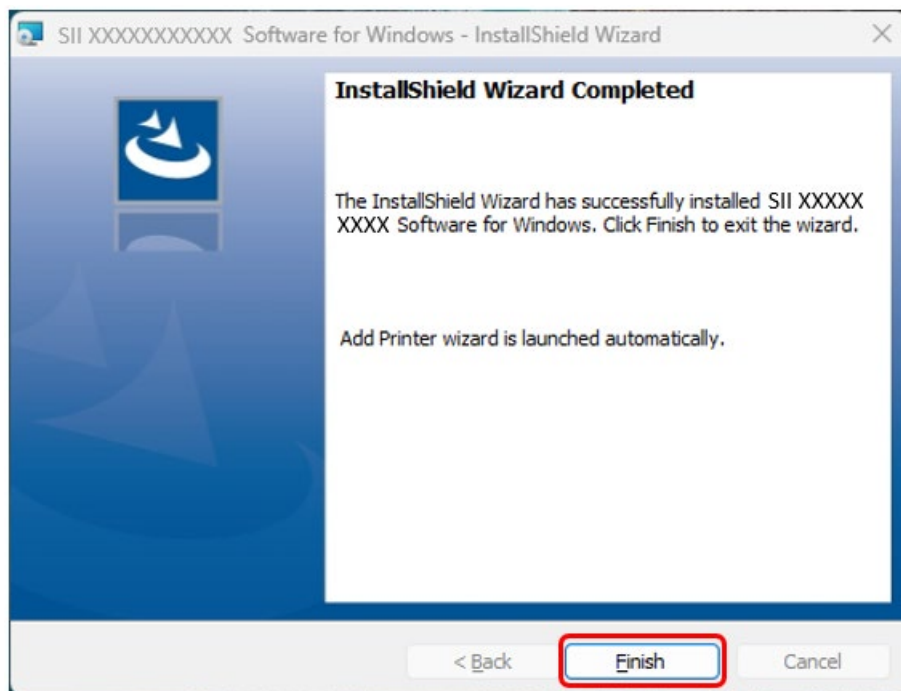 SII XXXXXXXXXXX Software for Windows - InstallShield Wizard
InstallShield Wizard Completed
The InstallShield Wizard has successfully installed SII XXXXX
XXXX Software for Windows. Click Finish to exit the wizard.
Add Printer wizard is launched automatically.
< Back Finish Cancel